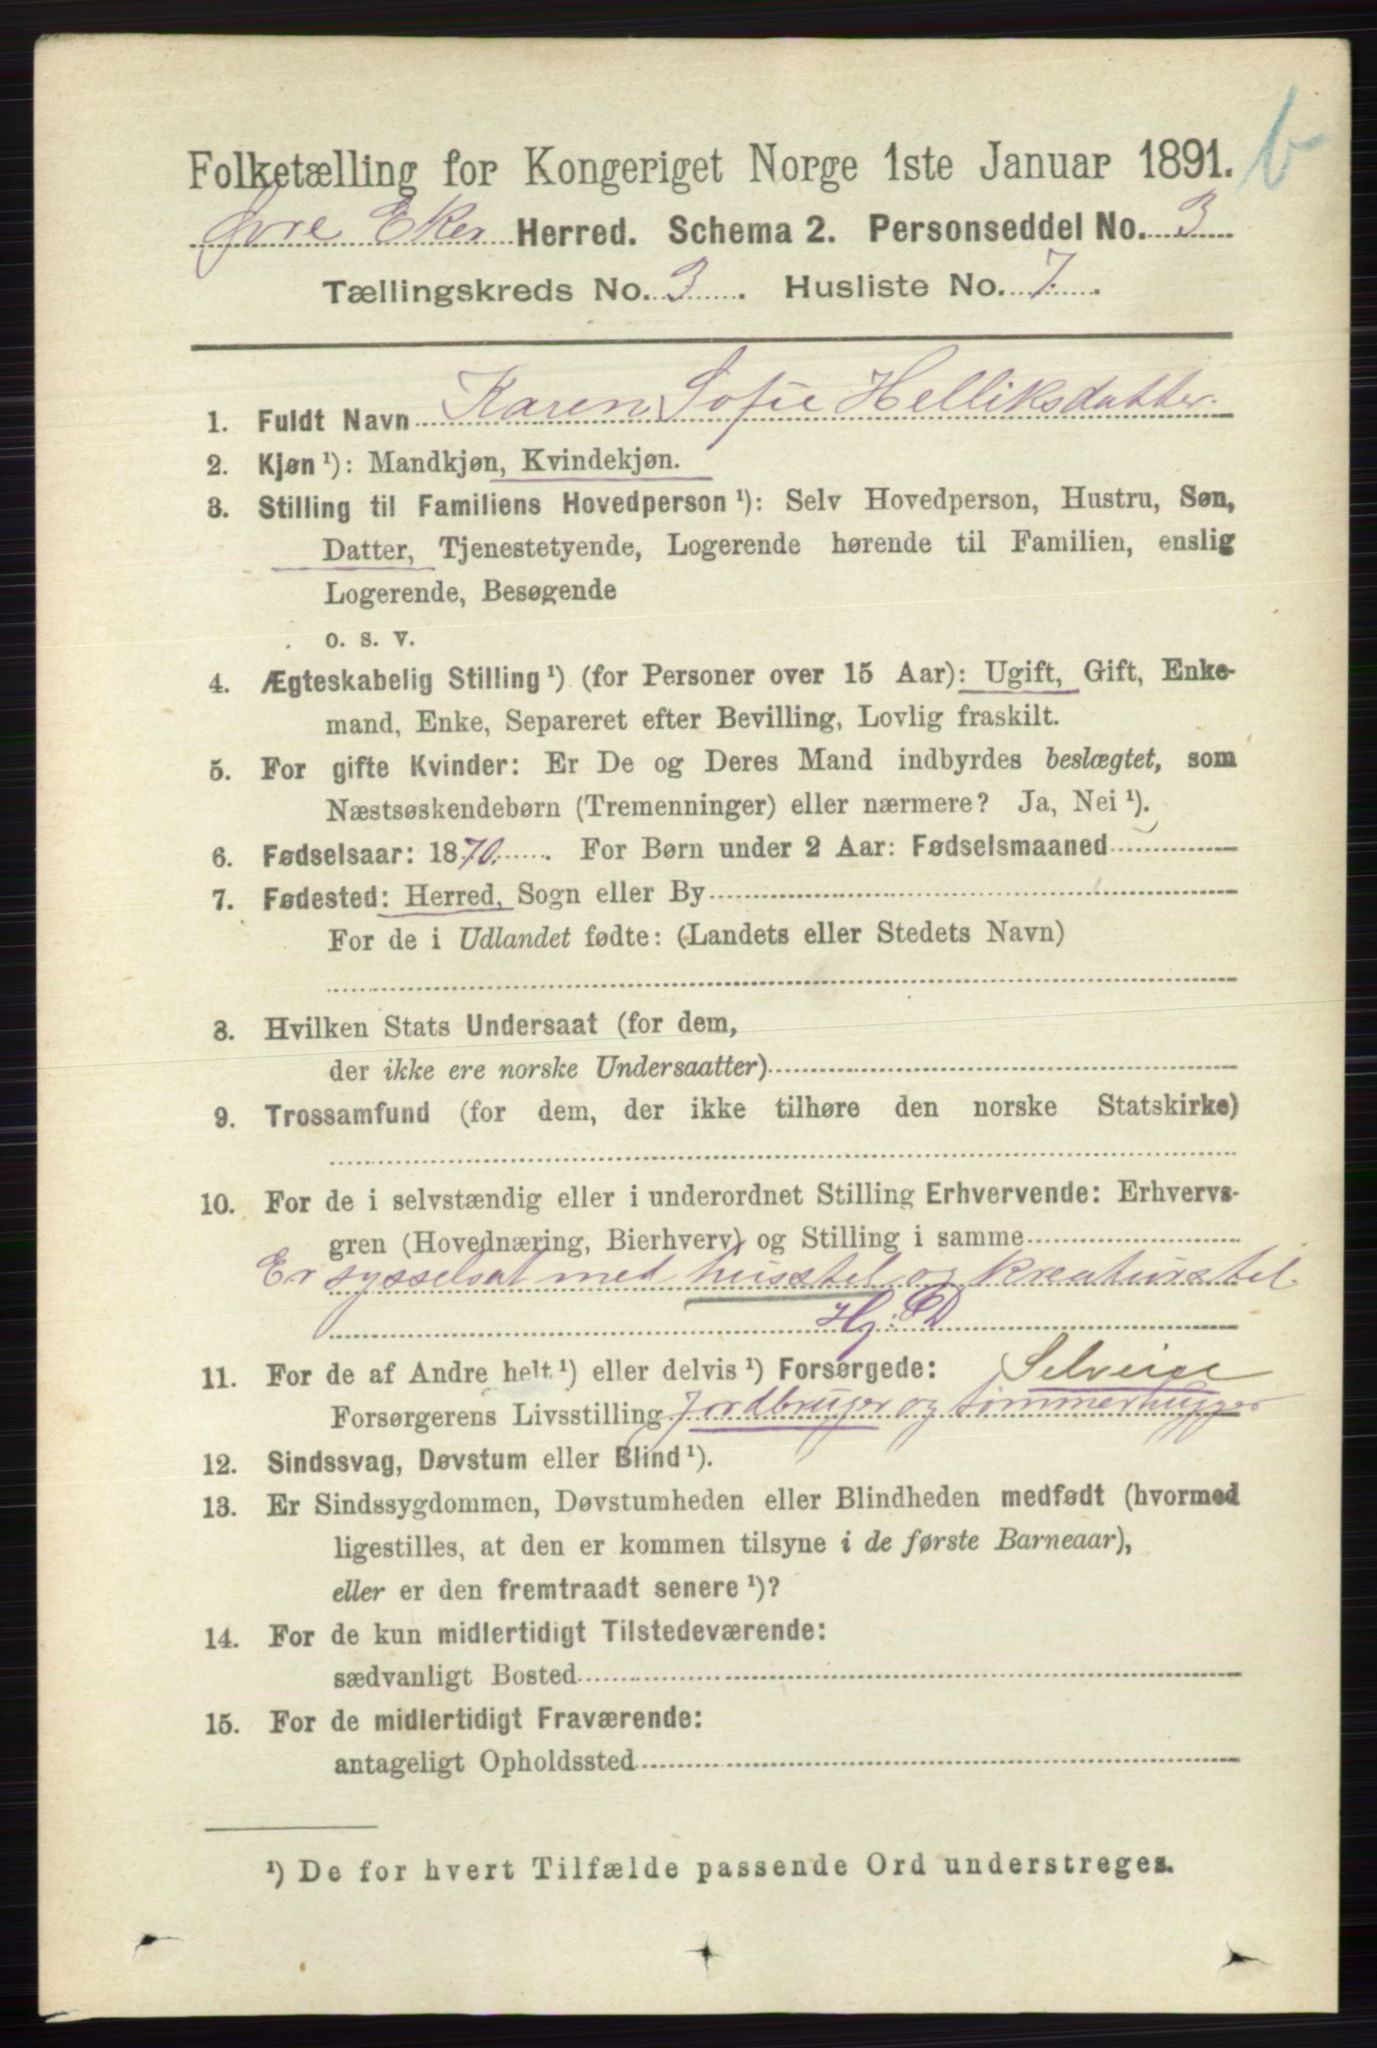 b
Folketælling for Kongeriget Norge 1ste Januar 1891.
Øvre Eker Herred. Schema 2. Personseddel No. 3
Tællingskreds No. 3. Husliste No. 7.
1. Fuldt Navn Karen Sofie Helliksdatter.
2. Kjøn ¹): Mandkjøn, Kvindekjøn.
3. Stilling til Familiens Hovedperson ¹): Selv Hovedperson, Hustru, Søn,
Datter, Tjenestetyende, Logerende hørende til Familien, enslig
Logerende, Besøgende
o. s. v.
4. Ægteskabelig Stilling ¹) (for Personer over 15 Aar): Ugift, Gift, Enke-
mand, Enke, Separeret efter Bevilling, Lovlig fraskilt.
5. For gifte Kvinder: Er De og Deres Mand indbyrdes beslægtet, som
Næstsøskendebørn (Tremenninger) eller nærmere? Ja, Nei ¹).
6. Fødselsaar: 1870. For Børn under 2 Aar: Fødselsmaaned
7. Fødested: Herred, Sogn eller By
For de i Udlandet fødte: (Landets eller Stedets Navn)
8. Hvilken Stats Undersaat (for dem,
der ikke ere norske Undersaatter)
9. Trossamfund (for dem, der ikke tilhøre den norske Statskirke)
10. For de i selvstændig eller i underordnet Stilling Erhvervende: Erhvervs-
gren (Hovednæring, Bierhverv) og Stilling i samme
Er sysselsat med husstel og kreaturstel
Hj: D
11. For de af Andre helt ¹) eller delvis ¹) Forsørgede: Selveier
Forsørgerens Livsstilling Jordbruger og tømmerhugger
12. Sindssvag, Døvstum eller Blind ¹).
13. Er Sindssygdommen, Døvstumheden eller Blindheden medfødt (hvormed
ligestilles, at den er kommen tilsyne i de første Barneaar),
eller er den fremtraadt senere ¹)?
14. For de kun midlertidigt Tilstedeværende:
sædvanligt Bosted
15. For de midlertidigt Fraværende:
antageligt Opholdssted
¹) De for hvert Tilfælde passende Ord understreges.